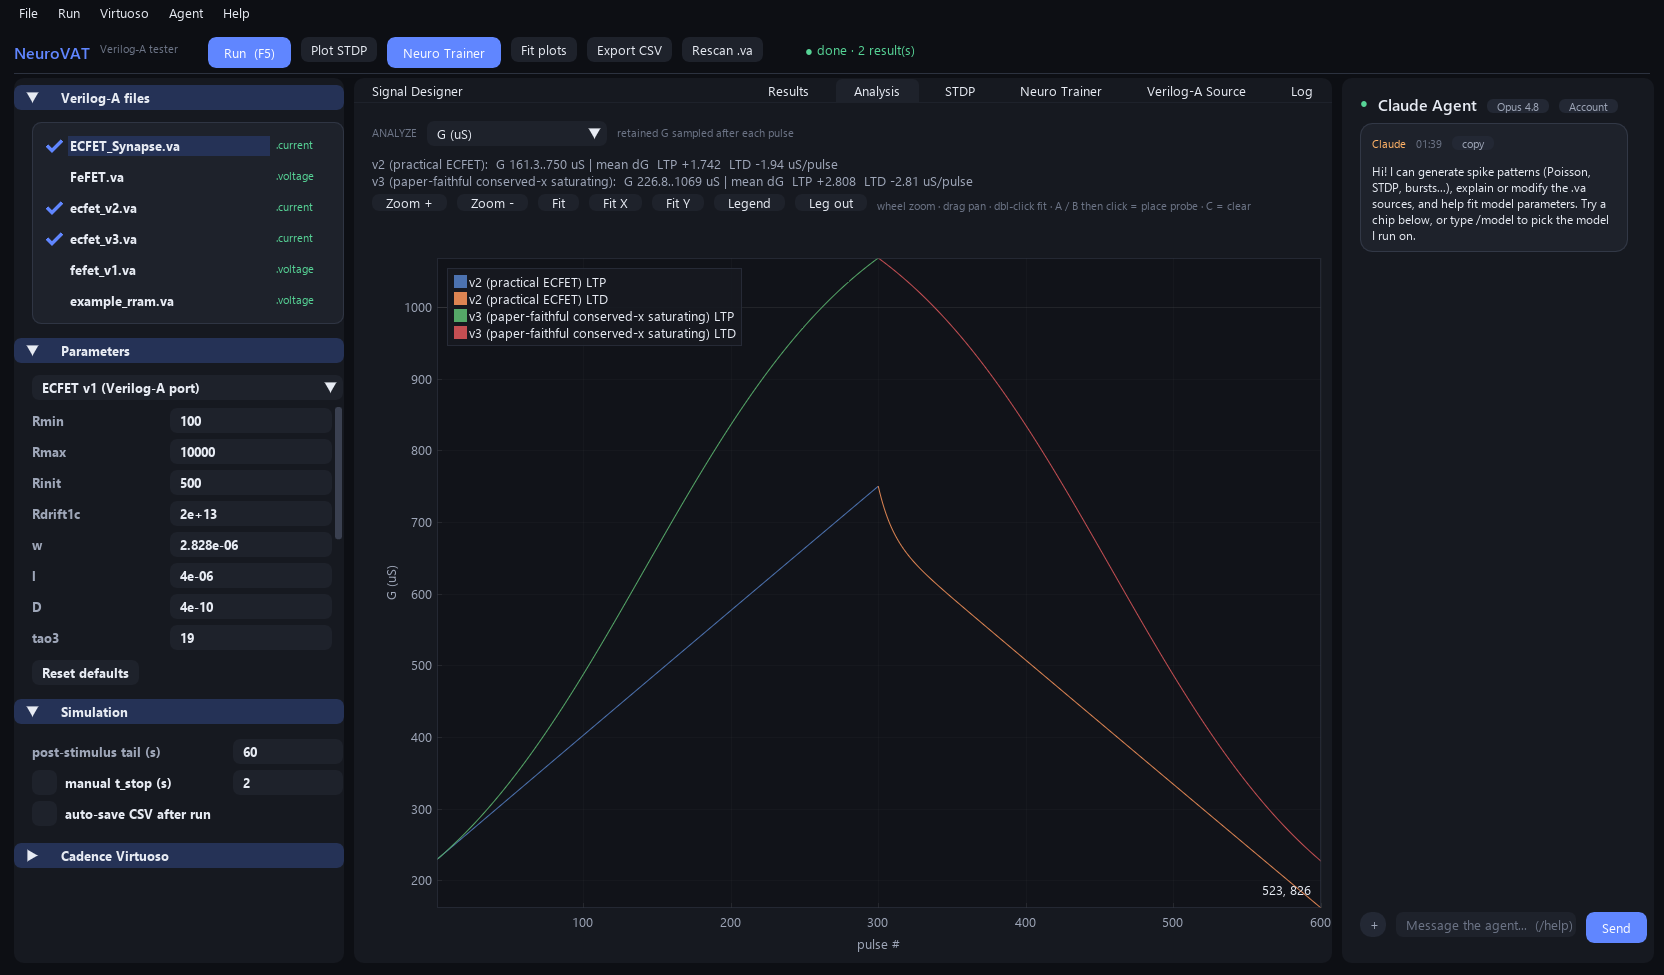 File Run Virtuoso Agent Help
NeuroVAT Verilog-A tester Run (F5) Plot STDP Neuro Trainer Fit plots Export CSV Rescan .va ● done · 2 result(s)
▼ Verilog-A files
ECFET_Synapse.va .current
FeFET.va .voltage
ecfet_v2.va .current
ecfet_v3.va .current
fefet_v1.va .voltage
example_rram.va .voltage
▼ Parameters
ECFET v1 (Verilog-A port) ▼
Rmin 100
Rmax 10000
Rinit 500
Rdrift1c 2e+13
w 2.828e-06
l 4e-06
D 4e-10
tao3 19
Reset defaults
▼ Simulation
post-stimulus tail (s) 60
manual t_stop (s) 2
auto-save CSV after run
▶ Cadence Virtuoso
Signal Designer Results Analysis STDP Neuro Trainer Verilog-A Source Log
ANALYZE G (uS) ▼ retained G sampled after each pulse
v2 (practical ECFET): G 161.3..750 uS | mean dG LTP +1.742 LTD -1.94 uS/pulse
v3 (paper-faithful conserved-x saturating): G 226.8..1069 uS | mean dG LTP +2.808 LTD -2.81 uS/pulse
Zoom + Zoom - Fit Fit X Fit Y Legend Leg out wheel zoom · drag pan · dbl-click fit · A / B then click = place probe · C = clear
v2 (practical ECFET) LTP
v2 (practical ECFET) LTD
v3 (paper-faithful conserved-x saturating) LTP
v3 (paper-faithful conserved-x saturating) LTD
1000
900
800
700
600
500
400
300
200
G (uS)
523, 826
100 200 300 400 500 600
pulse #
● Claude Agent Opus 4.8 Account
Claude 01:39 copy
Hi! I can generate spike patterns (Poisson,
STDP, bursts...), explain or modify the .va
sources, and help fit model parameters. Try a
chip below, or type /model to pick the model
I run on.
+ Message the agent... (/help) Send